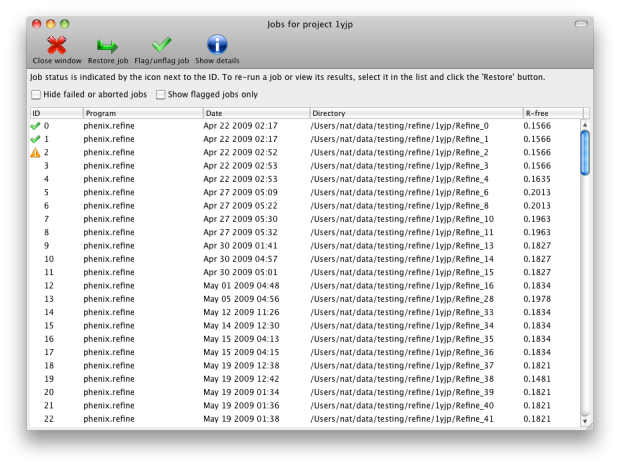 Jobs for project 1yjp
Close window Restore job Flag/unflag job Show details
Job status is indicated by the icon next to the ID. To re-run a job or view its results, select it in the list and click the 'Restore' button.
Hide failed or aborted jobs Show flagged jobs only
ID Program Date Directory R-free
0 phenix.refine Apr 22 2009 02:17 /Users/nat/data/testing/refine/1yjp/Refine_0 0.1566
1 phenix.refine Apr 22 2009 02:17 /Users/nat/data/testing/refine/1yjp/Refine_1 0.1566
2 phenix.refine Apr 22 2009 02:52 /Users/nat/data/testing/refine/1yjp/Refine_2 0.1566
3 phenix.refine Apr 22 2009 02:53 /Users/nat/data/testing/refine/1yjp/Refine_3 0.1566
4 phenix.refine Apr 22 2009 02:53 /Users/nat/data/testing/refine/1yjp/Refine_4 0.1635
5 phenix.refine Apr 27 2009 05:09 /Users/nat/data/testing/refine/1yjp/Refine_6 0.2013
6 phenix.refine Apr 27 2009 05:22 /Users/nat/data/testing/refine/1yjp/Refine_8 0.2013
7 phenix.refine Apr 27 2009 05:30 /Users/nat/data/testing/refine/1yjp/Refine_10 0.1963
8 phenix.refine Apr 27 2009 05:32 /Users/nat/data/testing/refine/1yjp/Refine_11 0.1963
9 phenix.refine Apr 30 2009 01:41 /Users/nat/data/testing/refine/1yjp/Refine_13 0.1827
10 phenix.refine Apr 30 2009 04:57 /Users/nat/data/testing/refine/1yjp/Refine_14 0.1827
11 phenix.refine Apr 30 2009 05:01 /Users/nat/data/testing/refine/1yjp/Refine_15 0.1827
12 phenix.refine May 01 2009 04:48 /Users/nat/data/testing/refine/1yjp/Refine_16 0.1834
13 phenix.refine May 05 2009 04:56 /Users/nat/data/testing/refine/1yjp/Refine_28 0.1978
14 phenix.refine May 12 2009 11:26 /Users/nat/data/testing/refine/1yjp/Refine_33 0.1834
15 phenix.refine May 14 2009 12:30 /Users/nat/data/testing/refine/1yjp/Refine_34 0.1834
16 phenix.refine May 15 2009 04:13 /Users/nat/data/testing/refine/1yjp/Refine_35 0.1834
17 phenix.refine May 15 2009 04:15 /Users/nat/data/testing/refine/1yjp/Refine_36 0.1834
18 phenix.refine May 19 2009 12:38 /Users/nat/data/testing/refine/1yjp/Refine_37 0.1821
19 phenix.refine May 19 2009 12:42 /Users/nat/data/testing/refine/1yjp/Refine_38 0.1481
20 phenix.refine May 19 2009 01:34 /Users/nat/data/testing/refine/1yjp/Refine_39 0.1821
21 phenix.refine May 19 2009 01:36 /Users/nat/data/testing/refine/1yjp/Refine_40 0.1821
22 phenix.refine May 19 2009 01:38 /Users/nat/data/testing/refine/1yjp/Refine_41 0.1821